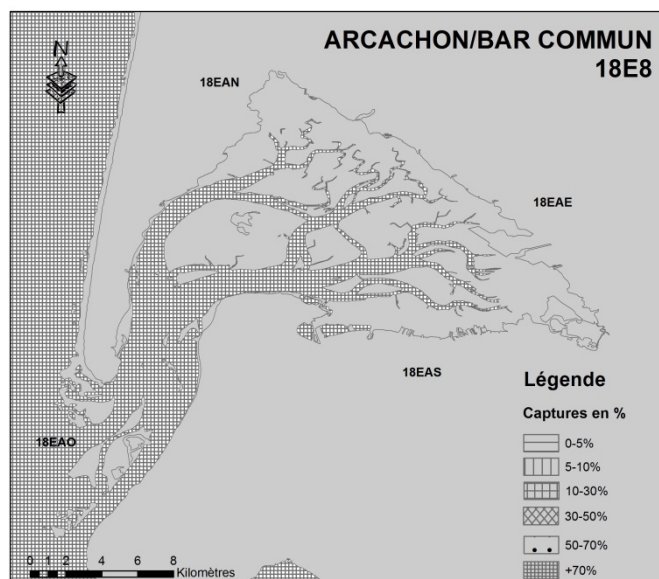 ARCACHON/BAR COMMUN
18E8
N
18EAN
18EAE
18EAS
18EAO
Légende
Captures en %
0-5%
5-10%
10-30%
30-50%
50-70%
+70%
0 1 2 4 6 8
Kilomètres